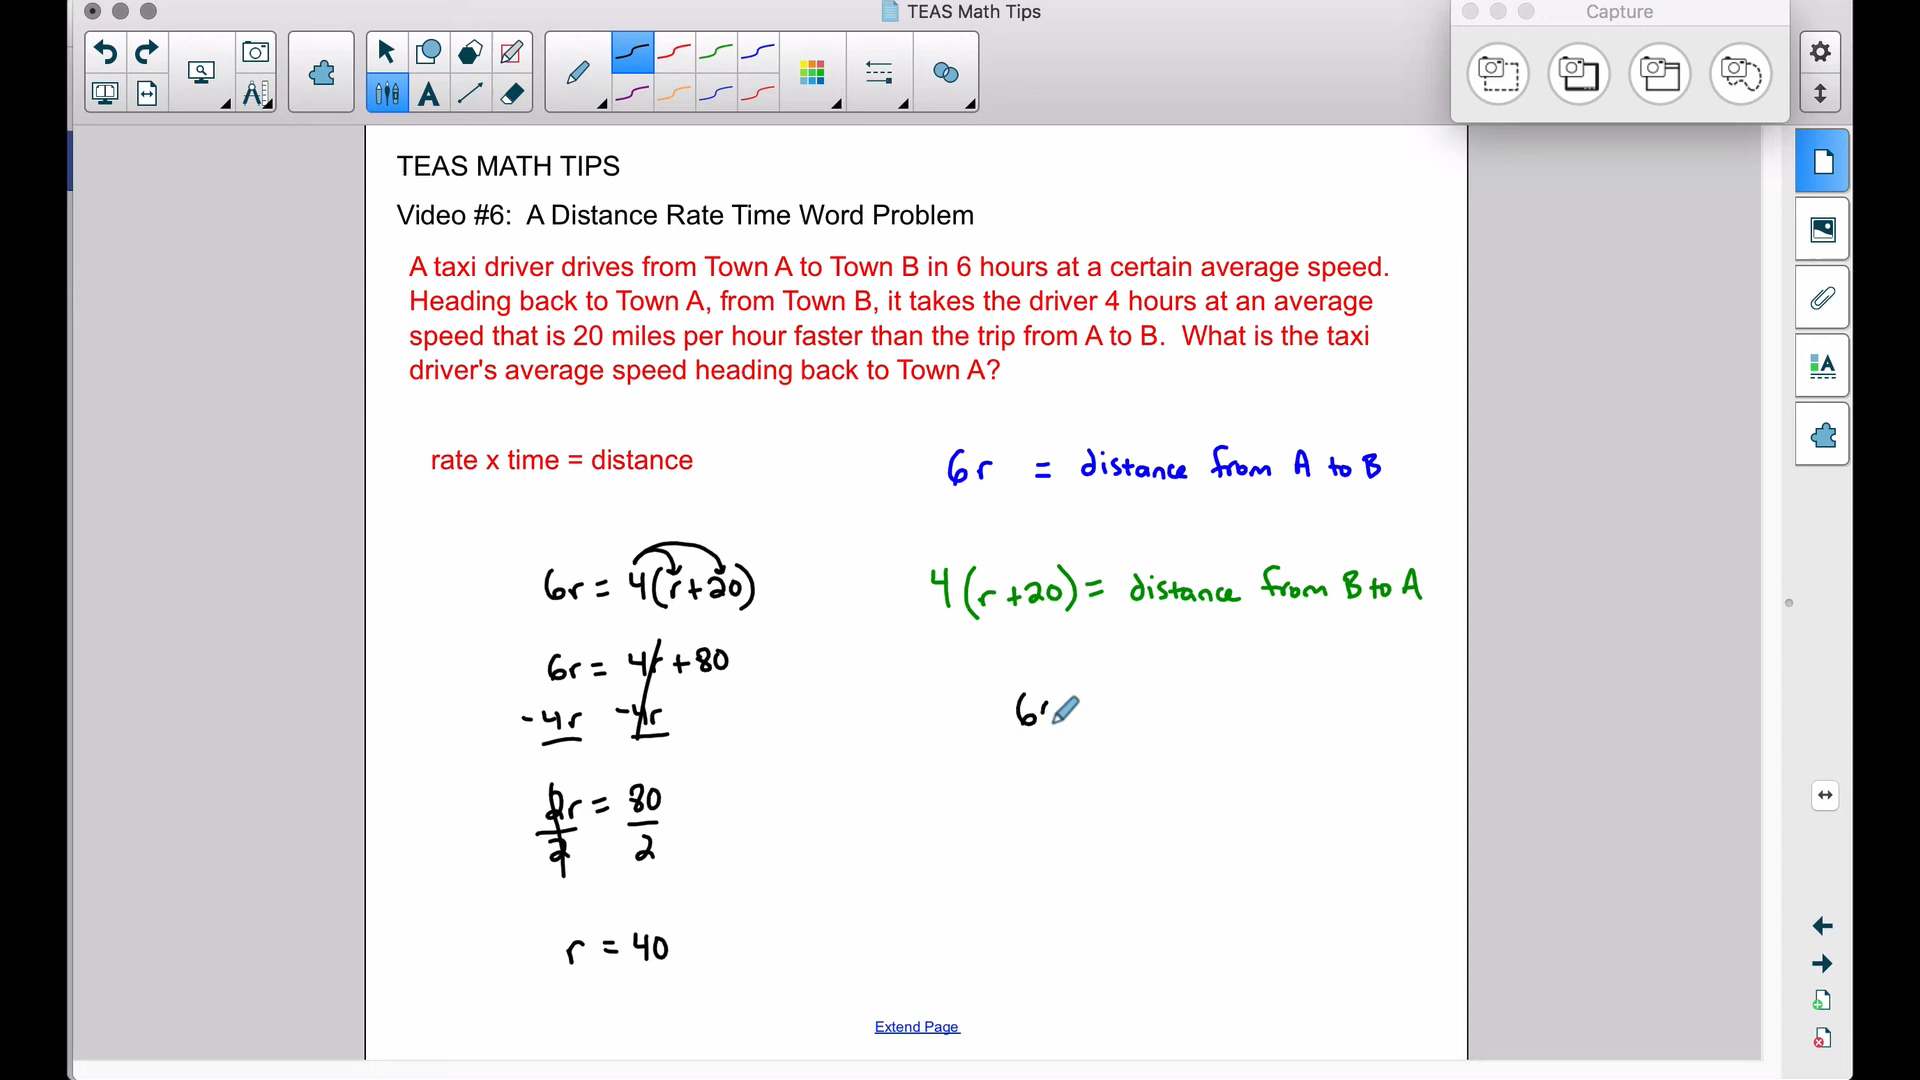 TEAS Math Tips
Capture
TEAS MATH TIPS
Video #6: A Distance Rate Time Word Problem
A taxi driver drives from Town A to Town B in 6 hours at a certain average speed.
Heading back to Town A, from Town B, it takes the driver 4 hours at an average
speed that is 20 miles per hour faster than the trip from A to B. What is the taxi
driver's average speed heading back to Town A?
rate x time = distance
6r = distance from A to B
6r = 4(r+20)
4(r+20) = distance from B to A
6r = 4r +80
-4r -4r
6r
2r = 80
2 2
r = 40
Extend Page